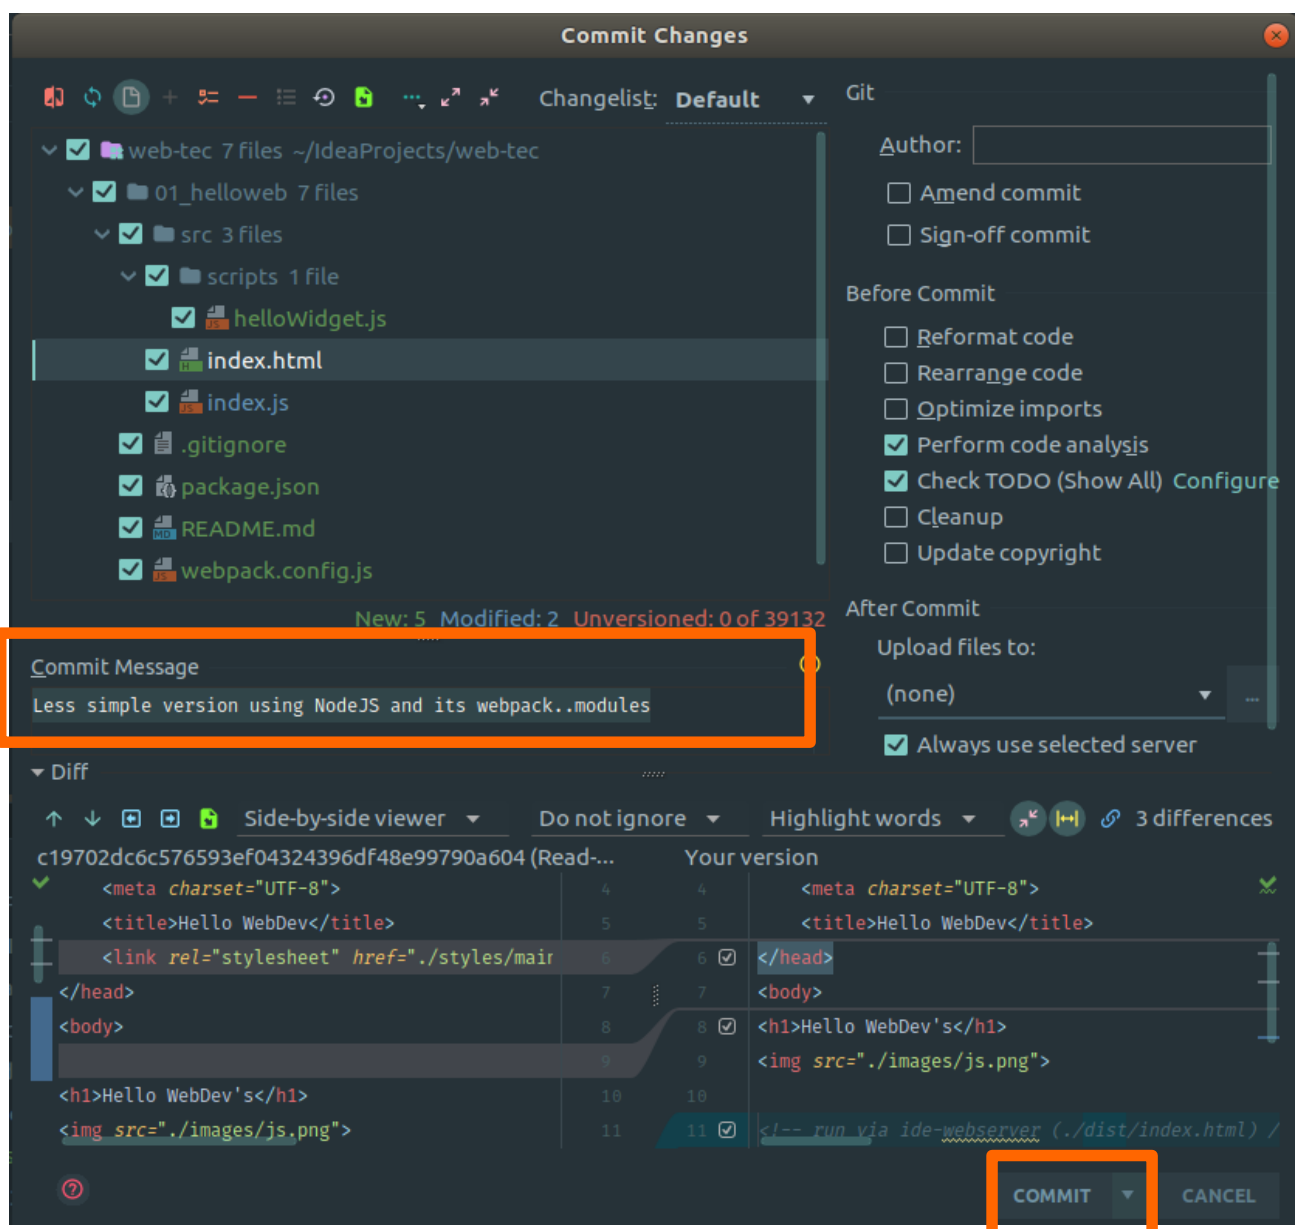 Commit Changes
Changelist: Default
web-tec 7 files ~/IdeaProjects/web-tec
01_helloweb 7 files
src 3 files
scripts 1 file
helloWidget.js
index.html
index.js
.gitignore
package.json
README.md
webpack.config.js
New: 5 Modified: 2 Unversioned: 0 of 39132
Git
Author:
Amend commit
Sign-off commit
Before Commit
Reformat code
Rearrange code
Optimize imports
Perform code analysis
Check TODO (Show All) Configure
Cleanup
Update copyright
After Commit
Upload files to:
(none)
...
Always use selected server
Commit Message
Less simple version using NodeJS and its webpack..modules
Diff
Side-by-side viewer Do not ignore Highlight words 3 differences
c19702dc6c576593ef04324396df48e99790a604 (Read-... Your version
<meta charset="UTF-8"> 4 4 <meta charset="UTF-8">
<title>Hello WebDev</title> 5 5 <title>Hello WebDev</title>
<link rel="stylesheet" href="./styles/main 6 6 </head>
</head> 7 7 <body>
<body> 8 8 <h1>Hello WebDev's</h1>
9 9 <img src="./images/js.png">
<h1>Hello WebDev's</h1> 10 10
<img src="./images/js.png"> 11 11 <!-- run via ide-webserver (./dist/index.html) /
COMMIT CANCEL